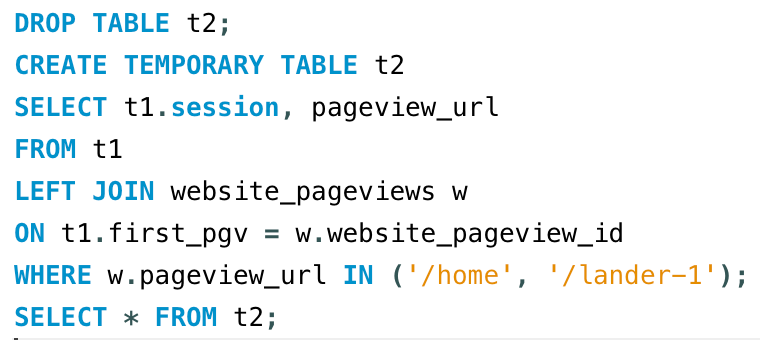 DROP TABLE t2;
CREATE TEMPORARY TABLE t2
SELECT t1.session, pageview_url
FROM t1
LEFT JOIN website_pageviews w
ON t1.first_pgv = w.website_pageview_id
WHERE w.pageview_url IN ('/home', '/lander-1');
SELECT * FROM t2;